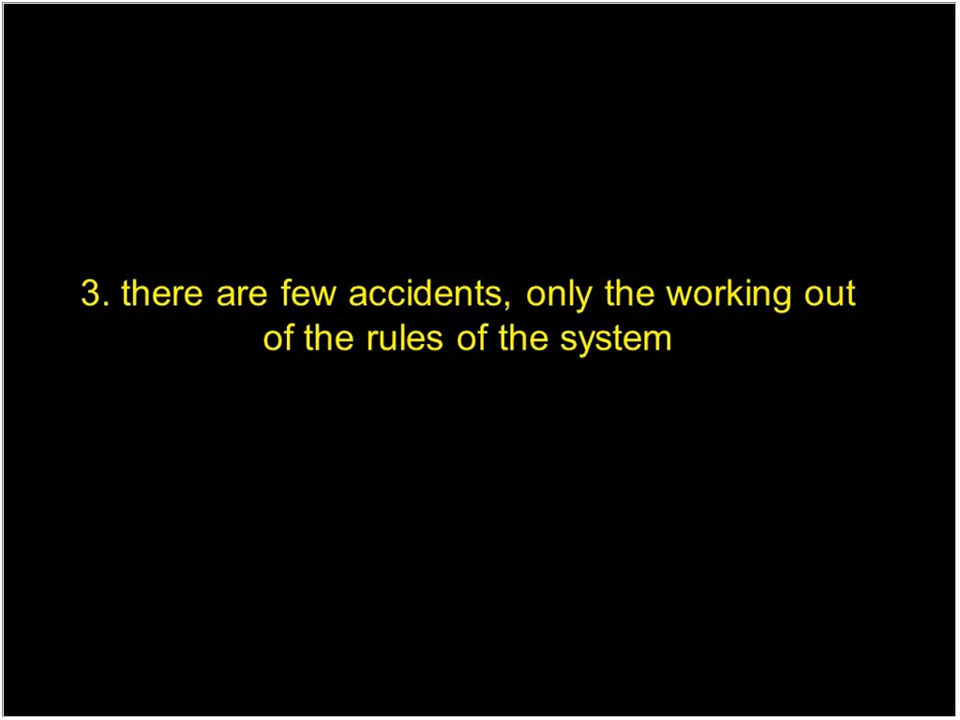 3. there are few accidents, only the working out
of the rules of the system